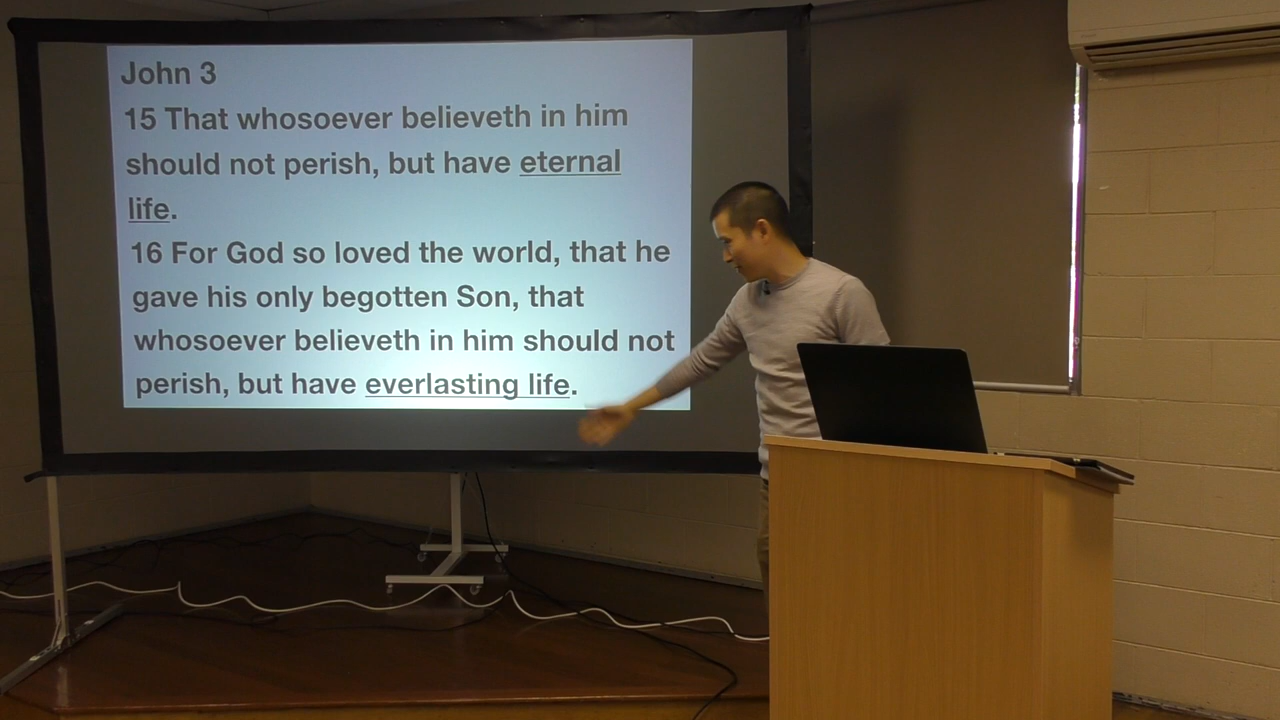 John 3
15 That whosoever believeth in him
should not perish, but have eternal
life.
16 For God so loved the world, that he
gave his only begotten Son, that
whosoever believeth in him should not
perish, but have everlasting life.